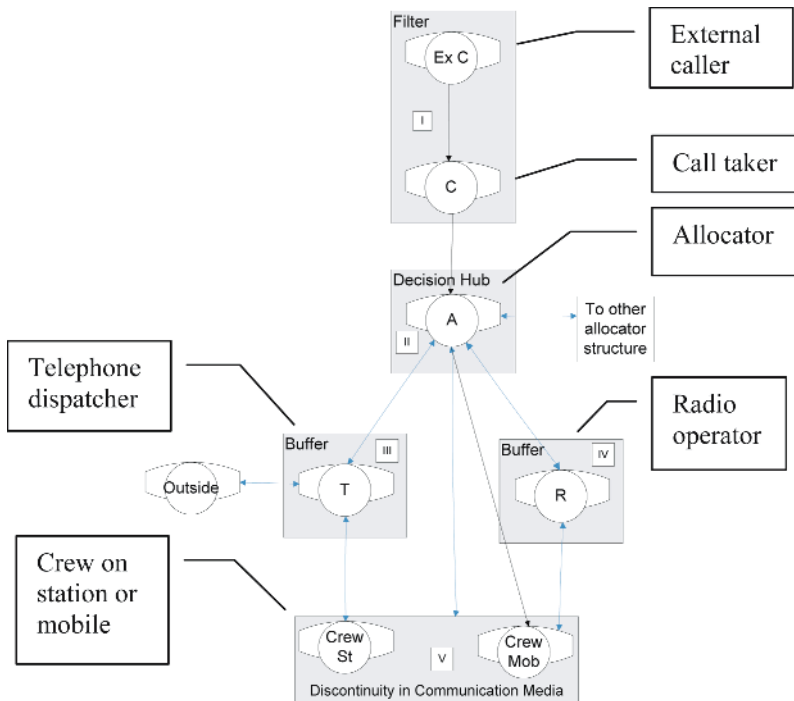 Filter
Ex C
External
caller
I
C
Call taker
Allocator
Decision Hub
A
II
To other
allocator
structure
Telephone
dispatcher
Radio
operator
Buffer
III
T
Buffer
IV
R
Outside
Crew on
station or
mobile
Crew
St
V
Crew
Mob
Discontinuity in Communication Media